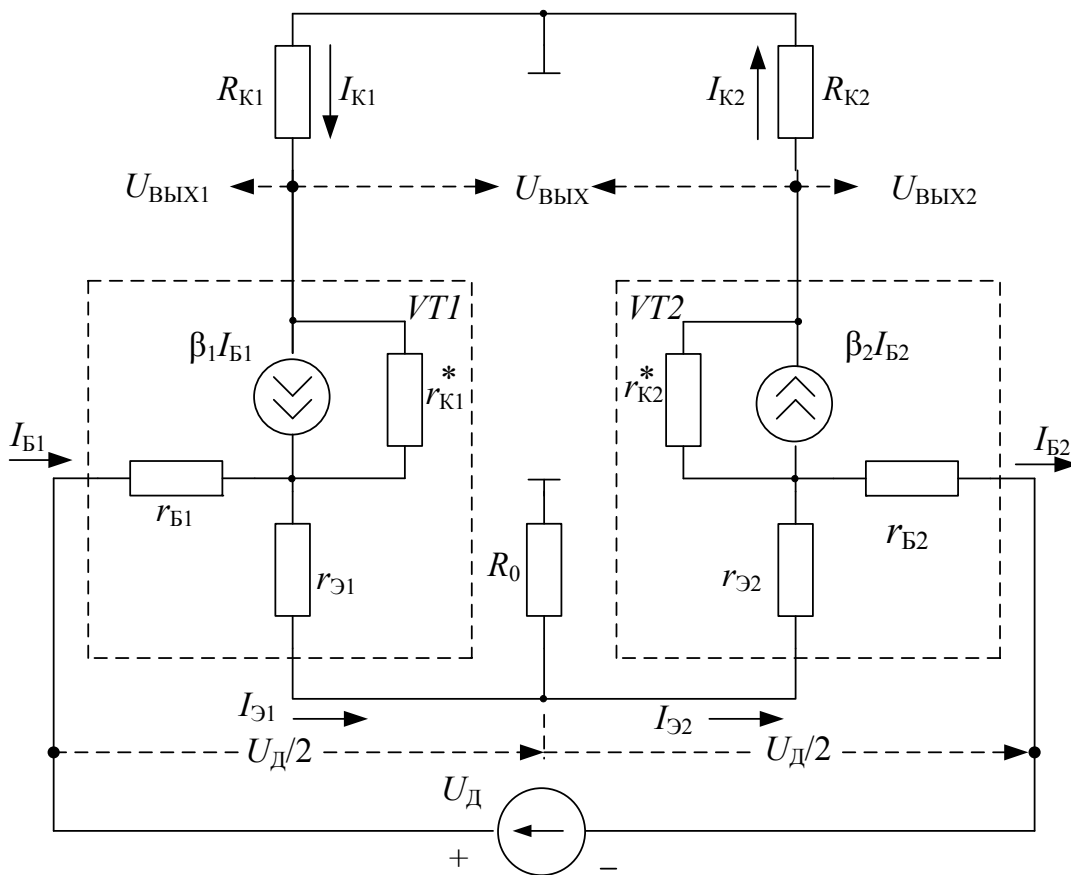 R_К1 I_К1 I_К2 R_К2
U_ВЫХ1 U_ВЫХ U_ВЫХ2
VT1 VT2
β₁I_Б1 r*_К1 r*_К2 β₂I_Б2
I_Б1 I_Б2
r_Б1 r_Б2
r_Э1 R₀ r_Э2
I_Э1 I_Э2
U_Д/2 U_Д/2
U_Д
+ –